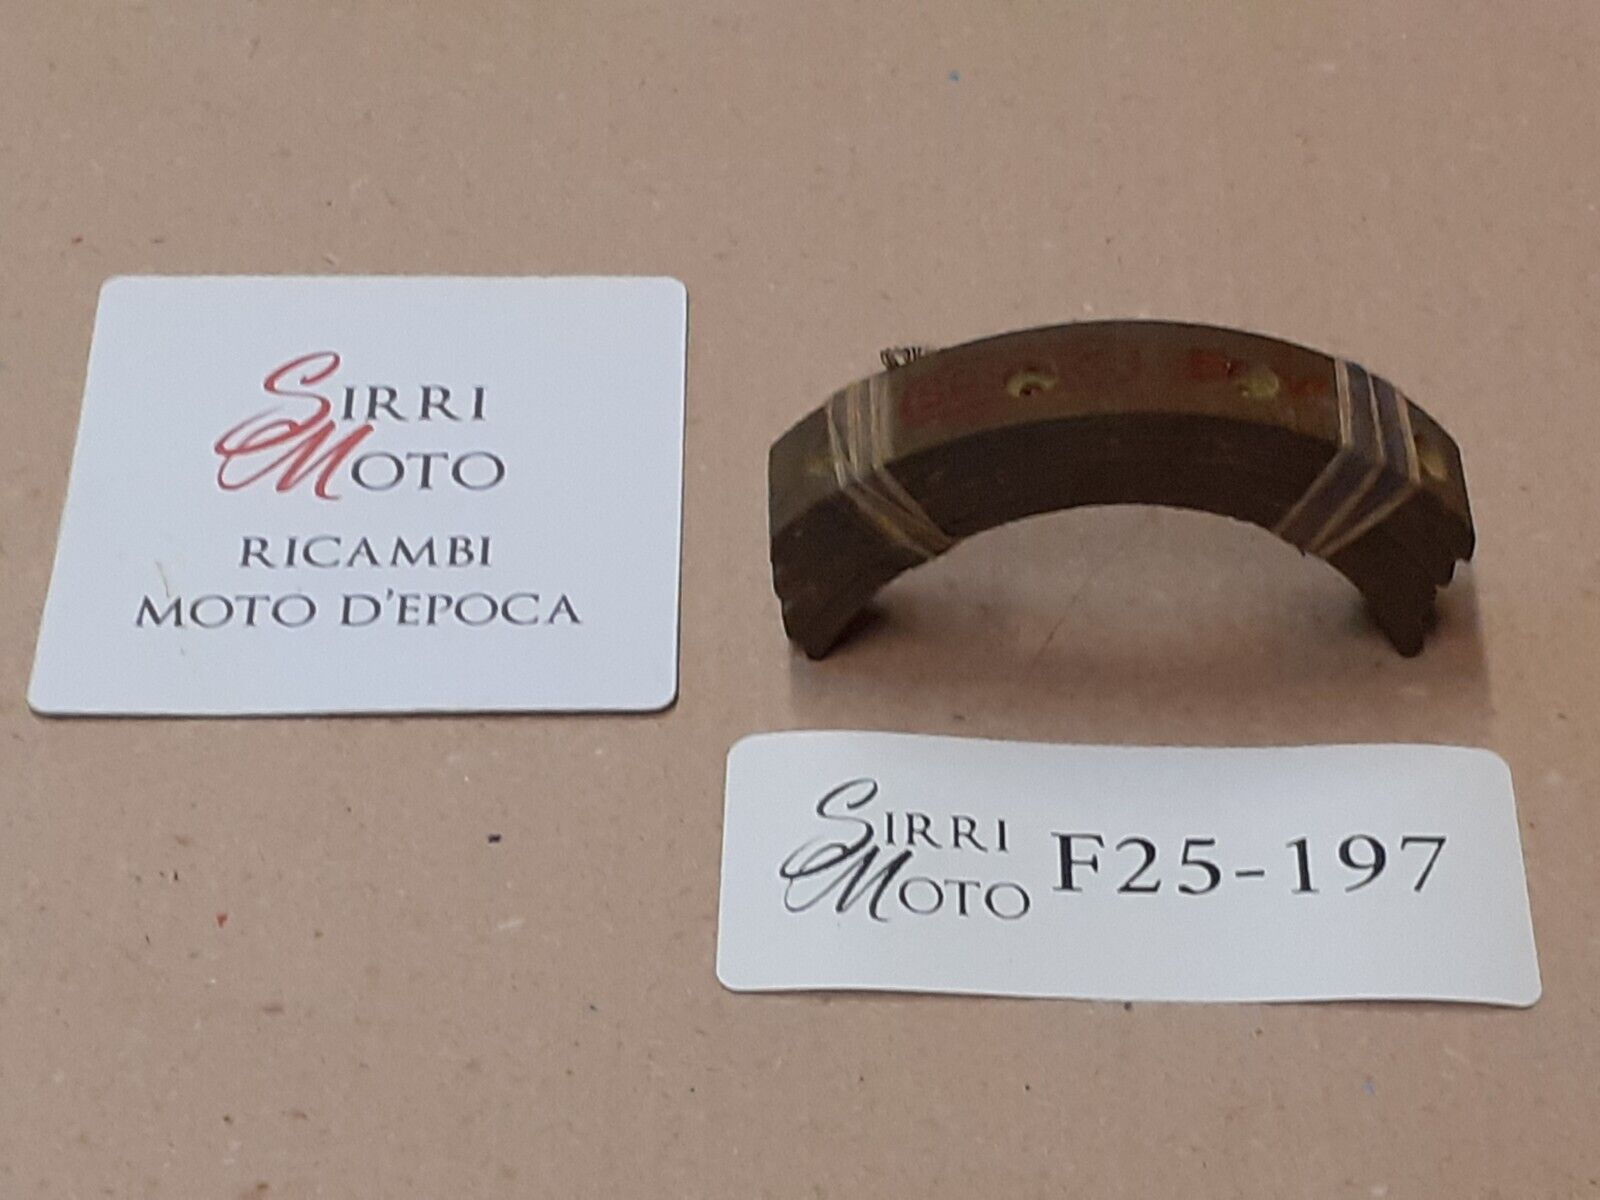 SIRRI
MOTO
RICAMBI
MOTO D'EPOCA
SIRRI
MOTO
F25-197